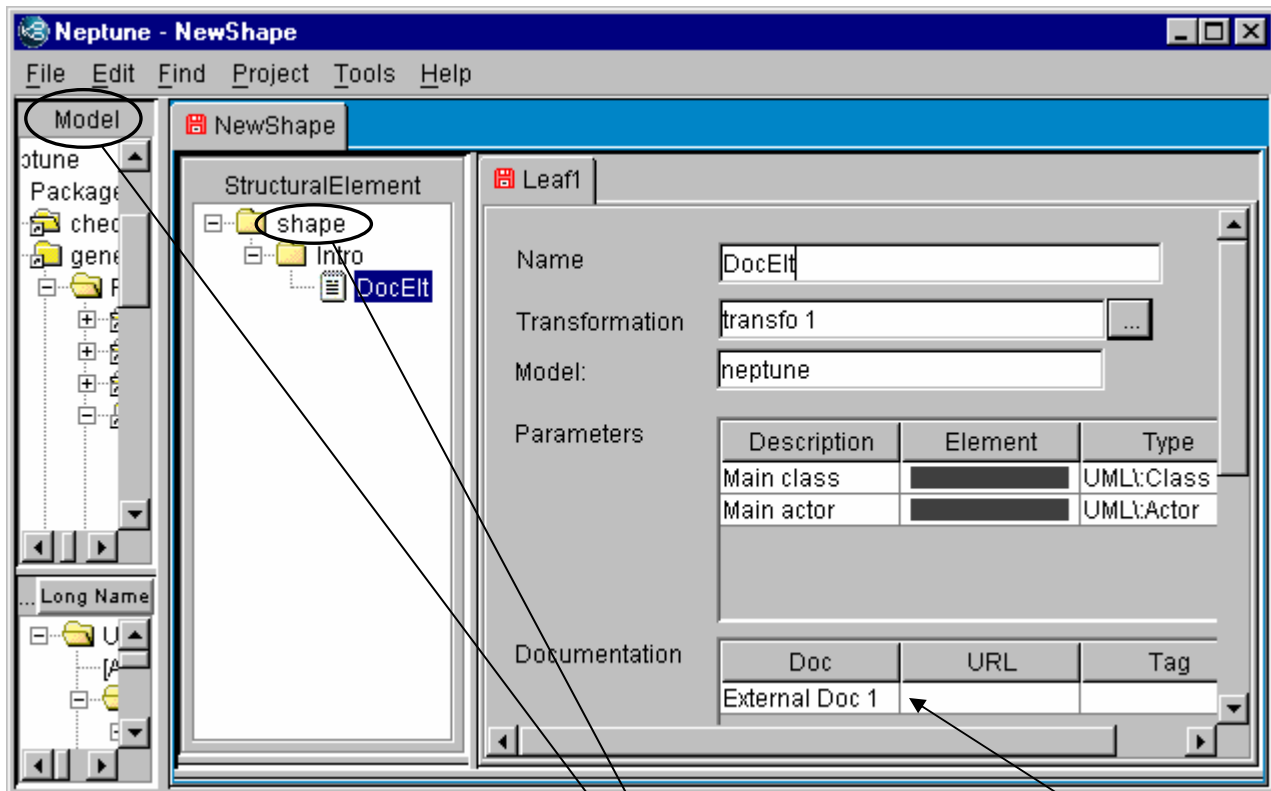 Neptune - NewShape
File Edit Find Project Tools Help
Model
NewShape
Package
StructuralElement
shape
Intro
DocElt
Leaf1
Name
DocElt
Transformation
transfo 1
...
Model:
neptune
Parameters
Description Element Type
Main class UML\:Class
Main actor UML\:Actor
Documentation
Doc URL Tag
External Doc 1
... Long Name
U